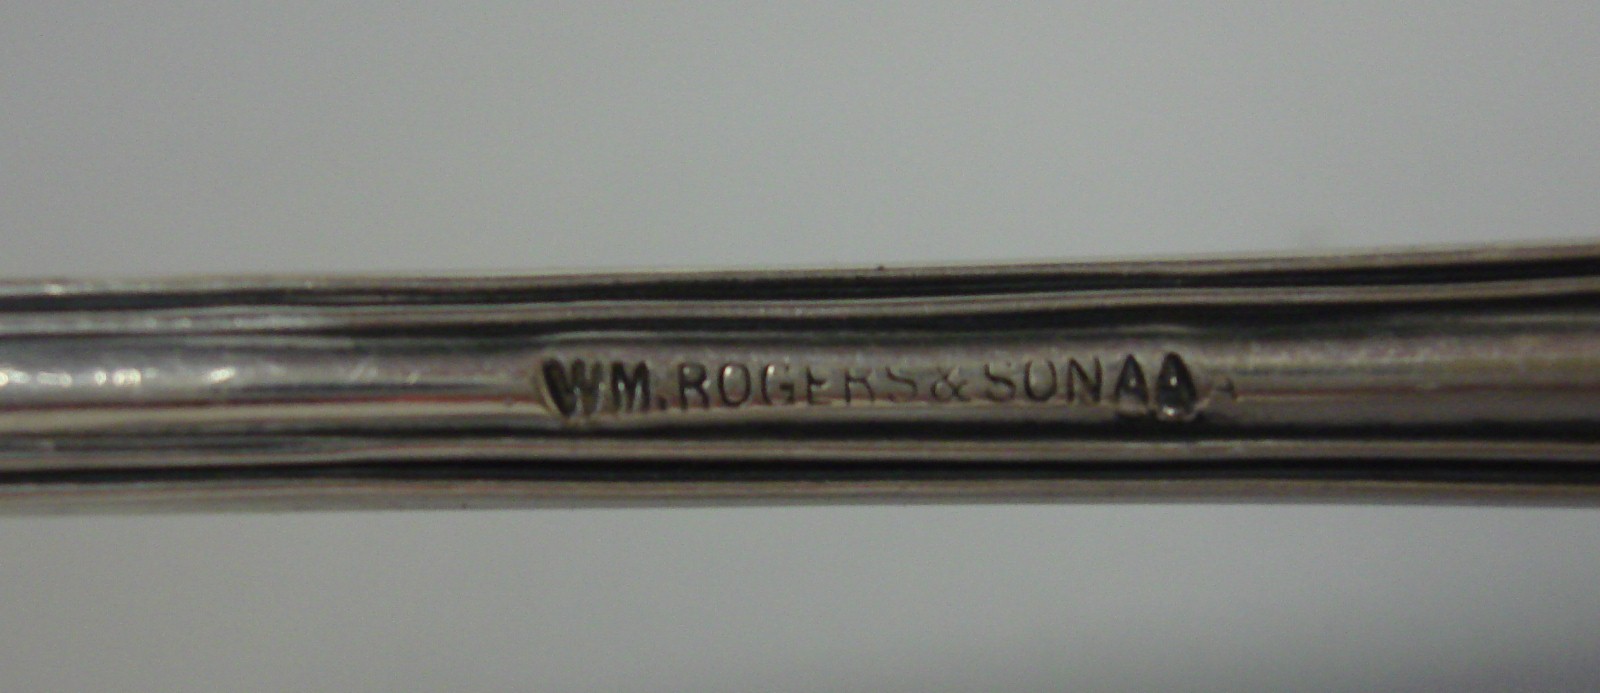 WM. ROGERS & SON AA